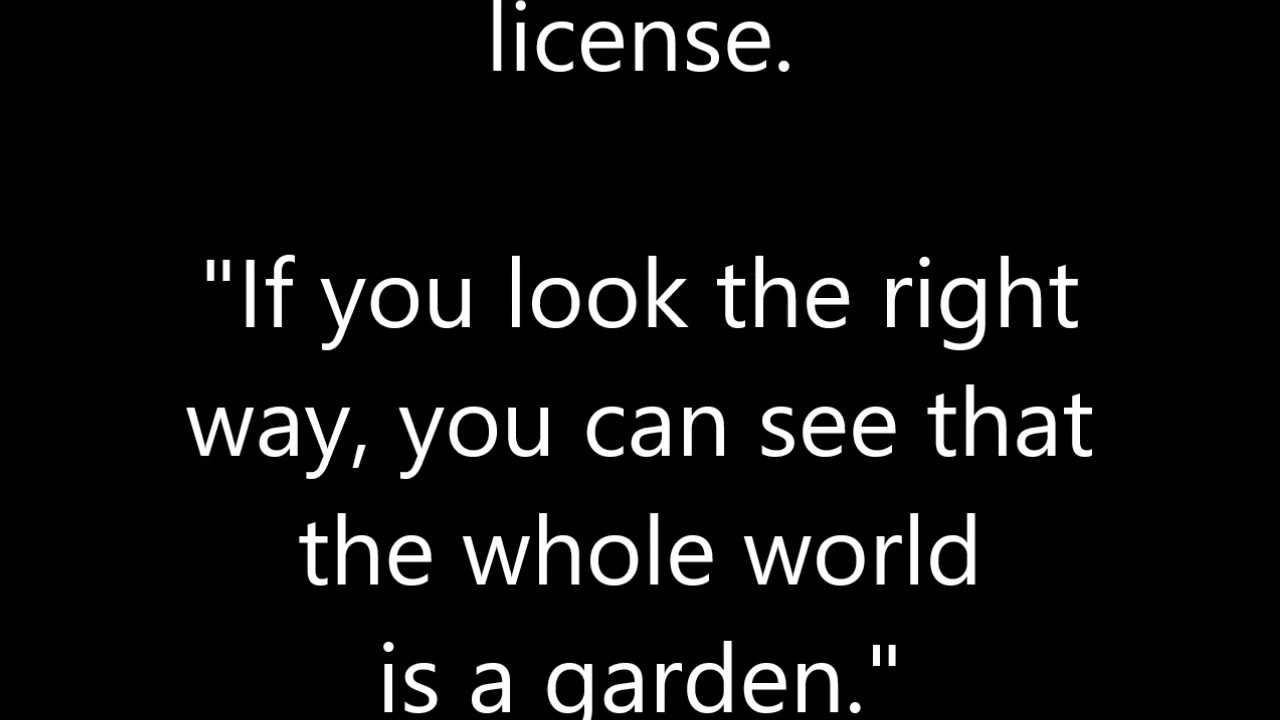 license.
"If you look the right
way, you can see that
the whole world
is a garden."